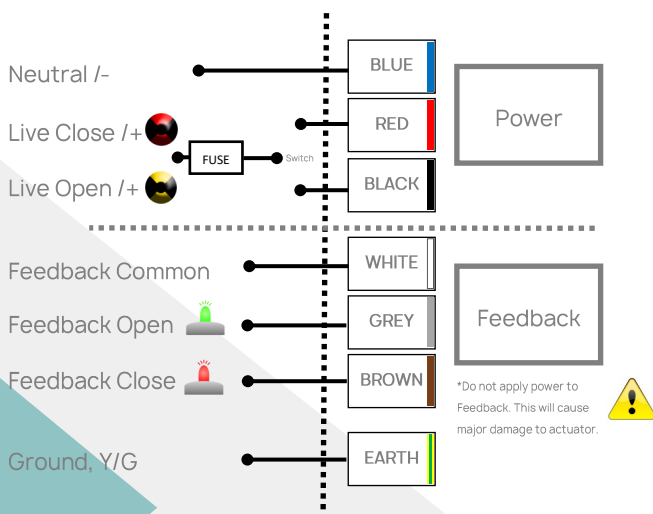 Neutral /-
BLUE
Live Close /+
RED
Power
FUSE
Switch
Live Open /+
BLACK
Feedback Common
WHITE
Feedback Open
GREY
Feedback
Feedback Close
BROWN
*Do not apply power to
Feedback. This will cause
major damage to actuator.
Ground, Y/G
EARTH